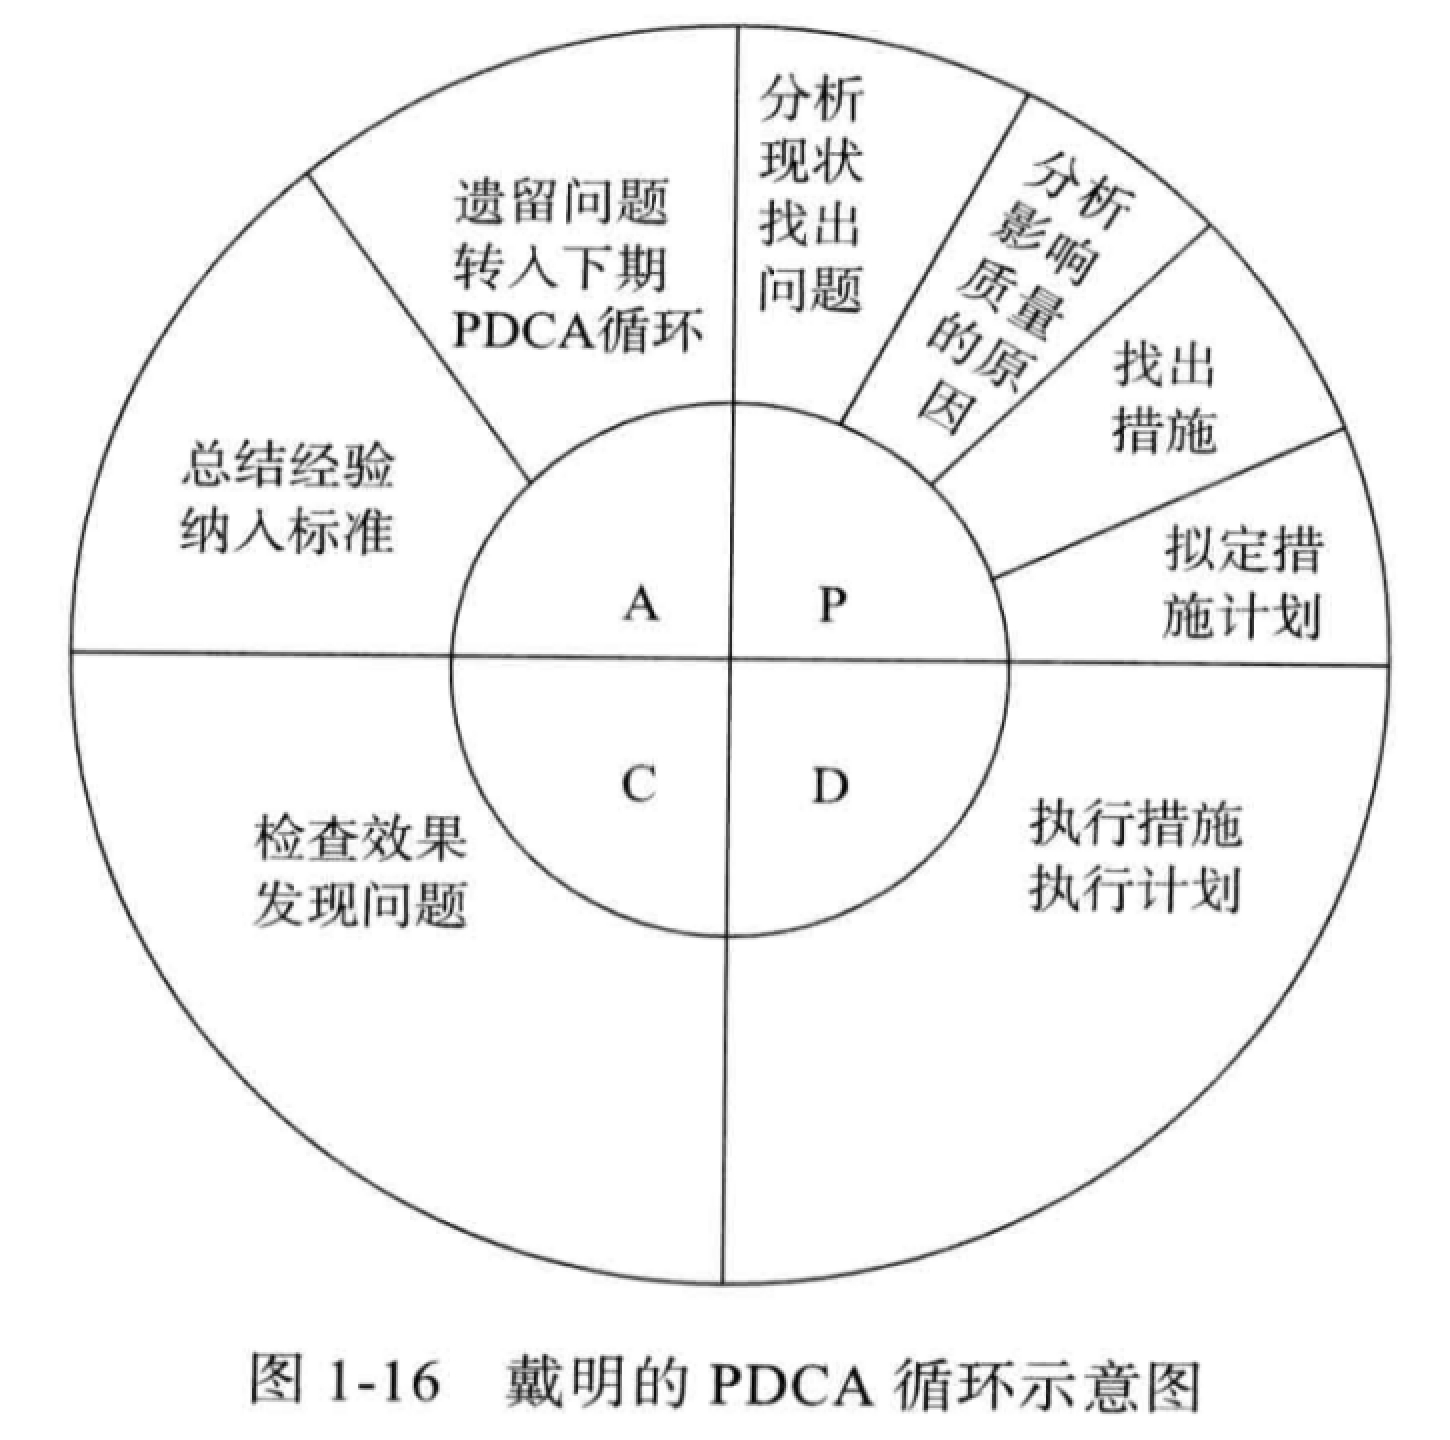 分析
现状
找出
问题
分析
影响
质量
的原
因
找出
措施
拟定措
施计划
执行措施
执行计划
检查效果
发现问题
总结经验
纳入标准
遗留问题
转入下期
PDCA循环
A
P
C
D
图 1-16 戴明的 PDCA 循环示意图